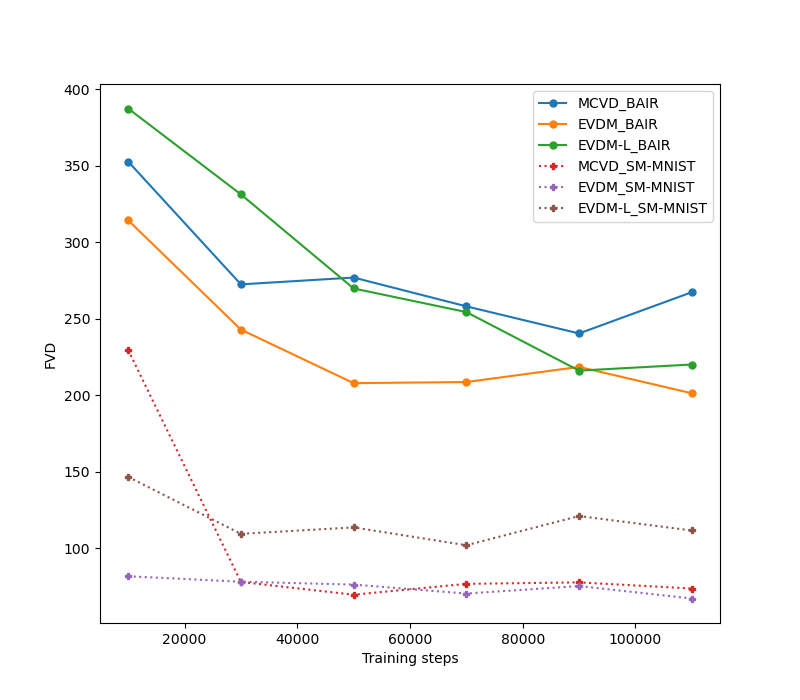 400
350
300
250
200
150
100
FVD
20000
40000
60000
80000
100000
Training steps
MCVD_BAIR
EVDM_BAIR
EVDM-L_BAIR
MCVD_SM-MNIST
EVDM_SM-MNIST
EVDM-L_SM-MNIST